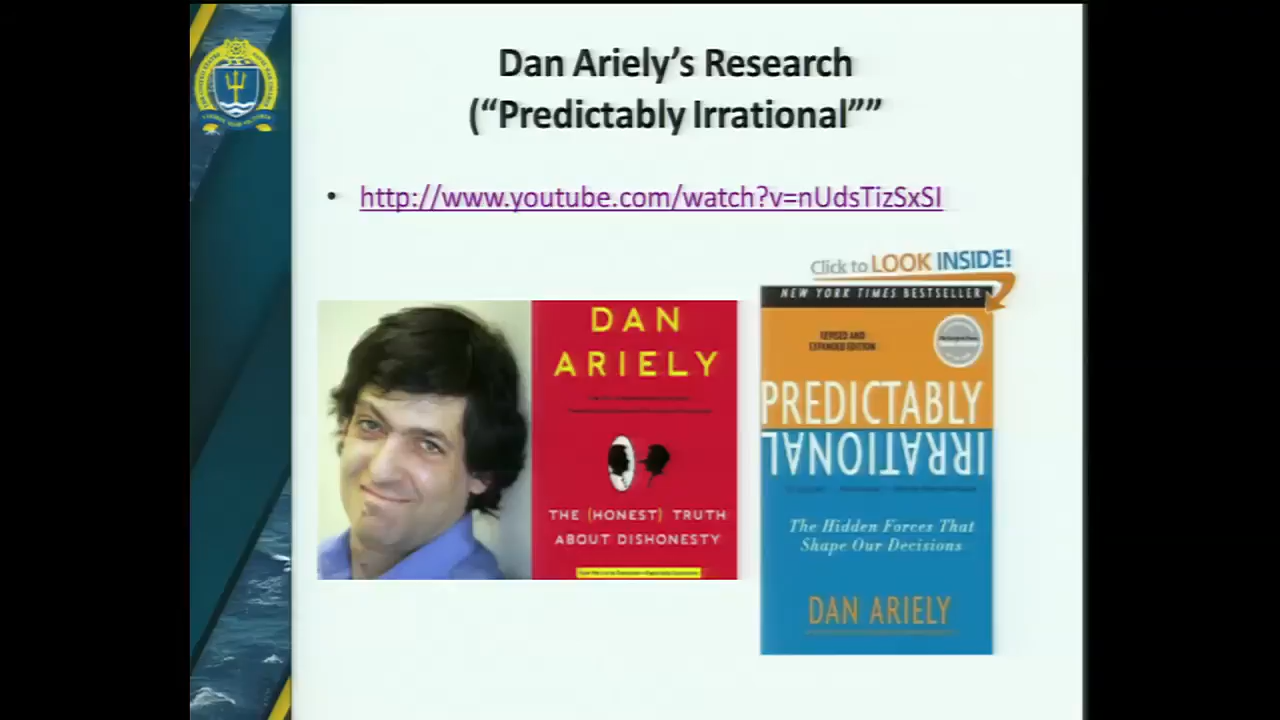 Dan Ariely's Research
(“Predictably Irrational””
• http://www.youtube.com/watch?v=nUdsTizSxSI
Click to LOOK INSIDE!
DAN
ARIELY
THE (HONEST) TRUTH
ABOUT DISHONESTY
NEW YORK TIMES BESTSELLER
REVISED AND
EXPANDED EDITION
PREDICTABLY
IRRATIONAL
The Hidden Forces That
Shape Our Decisions
DAN ARIELY